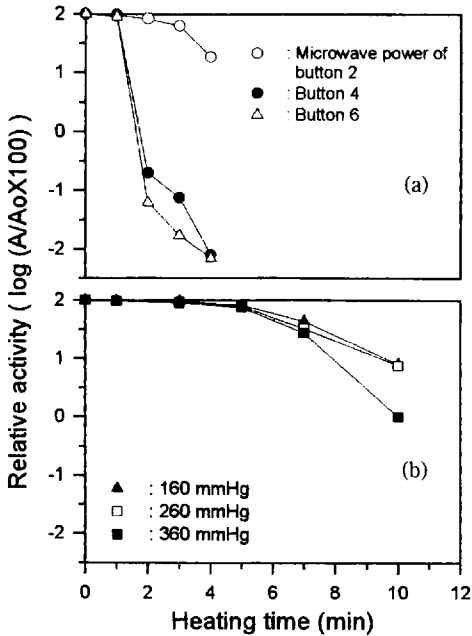 2
1
0
-1
-2
○ : Microwave power of
button 2
● : Button 4
△ : Button 6
(a)
Relative activity ( log (A/AoX100) )
2
1
0
-1
-2
(b)
▲ : 160 mmHg
□ : 260 mmHg
■ : 360 mmHg
0 2 4 6 8 10 12
Heating time (min)